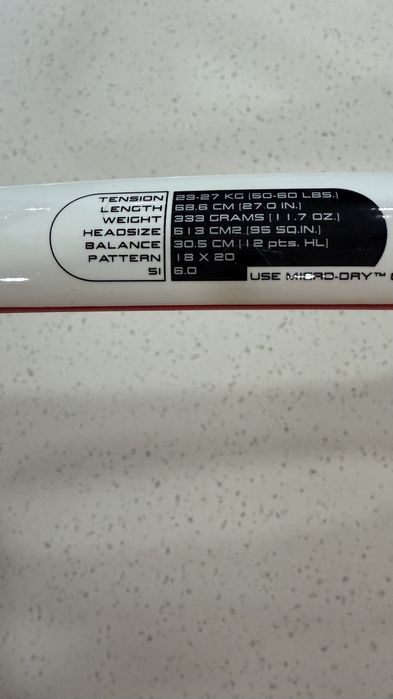 TENSION 23-27 KG (50-60 LBS.)
LENGTH 68.6 CM (27.0 IN.)
WEIGHT 333 GRAMS (11.7 OZ.)
HEADSIZE 613 CM2 (95 SQ.IN.)
BALANCE 30.5 CM (12 pts. HL)
PATTERN 18 X 20
SI 6.0
USE MICRO-DRY™